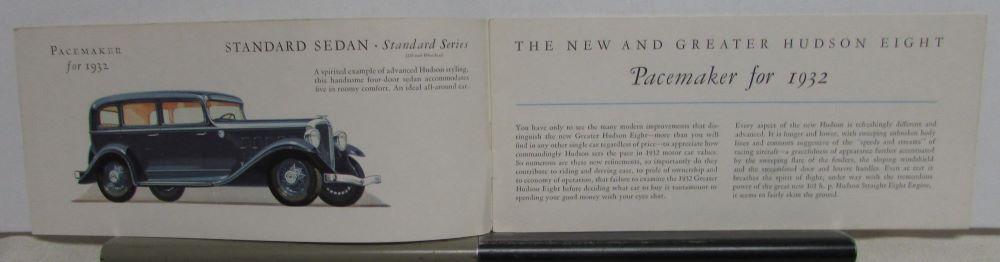 PACEMAKER
for 1932
STANDARD SEDAN · Standard Series
A spirited example of advanced Hudson styling,
this handsome four-door sedan accommodates
five in roomy comfort. An ideal all-around car.
THE NEW AND GREATER HUDSON EIGHT
Pacemaker for 1932
You have only to see the many modern improvements that dis-
tinguish the new Greater Hudson Eight—more than you will
find in any other single car regardless of price—to appreciate how
commandingly Hudson sets the pace in 1932 motor car values.
So numerous are these new refinements, so importantly do they
contribute to riding and driving ease, to pride of ownership and
to economy of operation, that failure to examine the 1932 Greater
Hudson Eight before deciding what car to buy is tantamount to
spending your good money with your eyes shut.
Every aspect of the new Hudson is refreshingly different and
advanced. It is longer and lower, with sweeping unbroken body
lines and contours suggestive of the "speeds and streams" of
racing aircraft—a gracefulness of appearance further accentuated
by the sweeping flare of the fenders, the sloping windshield
and the streamlined door and louvre handles. Even at rest it
breathes the spirit of flight; under way with the tremendous
power of the great new 101 h. p. Hudson Straight Eight Engine,
it seems to fairly skim the ground.